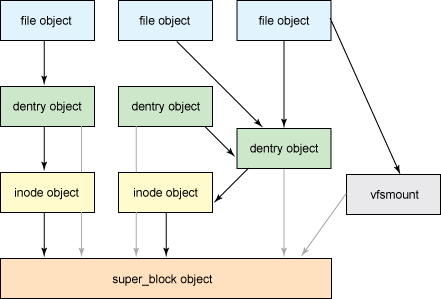 file object
file object
file object
dentry object
dentry object
dentry object
inode object
inode object
vfsmount
super_block object